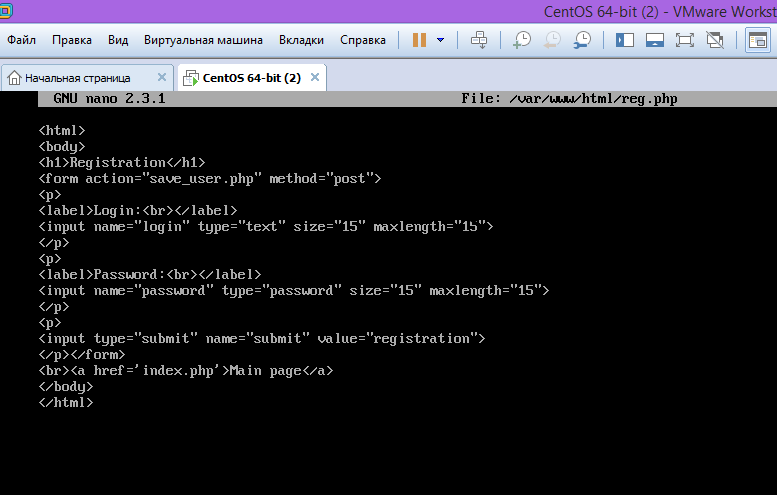 CentOS 64-bit (2) - VMware Workst
Файл Правка Вид Виртуальная машина Вкладки Справка
Начальная страница CentOS 64-bit (2)
GNU nano 2.3.1 File: /var/www/html/reg.php
<html>
<body>
<h1>Registration</h1>
<form action="save_user.php" method="post">
<p>
<label>Login:<br></label>
<input name="login" type="text" size="15" maxlength="15">
</p>
<p>
<label>Password:<br></label>
<input name="password" type="password" size="15" maxlength="15">
</p>
<p>
<input type="submit" name="submit" value="registration">
</p></form>
<br><a href='index.php'>Main page</a>
</body>
</html>